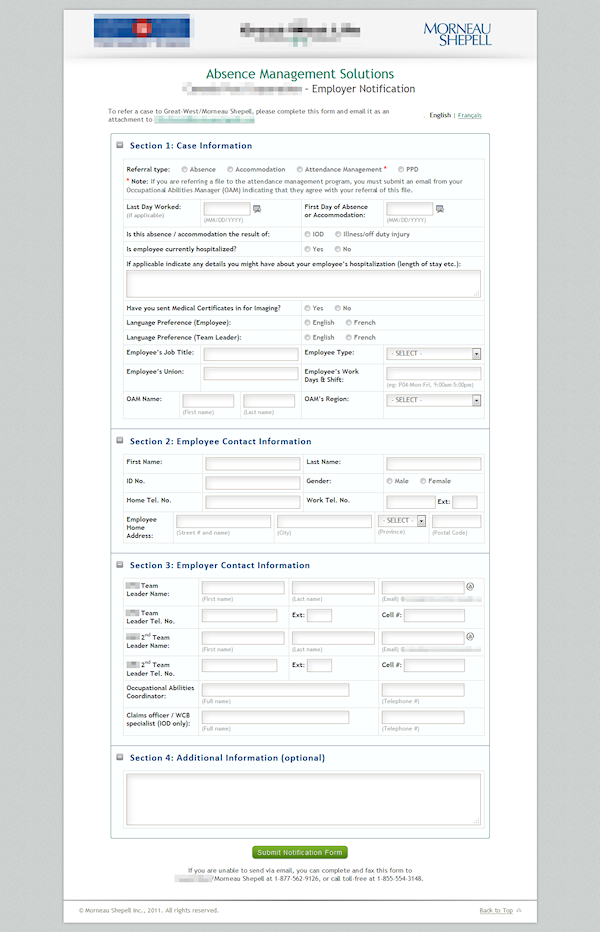 MORNEAU
SHEPELL
Absence Management Solutions
- Employer Notification
To refer a case to Great-West/Morneau Shepell, please complete this form and email it as an
attachment to
English | Français
Section 1: Case Information
Referral type: Absence Accommodation Attendance Management * PPD
* Note: If you are referring a file to the attendance management program, you must submit an email from your
Occupational Abilities Manager (OAM) indicating that they agree with your referral of this file.
Last Day Worked: First Day of Absence
(if applicable) or Accommodation:
(MM/DD/YYYY) (MM/DD/YYYY)
Is this absence / accommodation the result of: IOD Illness/off duty injury
Is employee currently hospitalized? Yes No
If applicable indicate any details you might have about your employee's hospitalization (length of stay etc.):
Have you sent Medical Certificates in for Imaging? Yes No
Language Preference (Employee): English French
Language Preference (Team Leader): English French
Employee's Job Title: Employee Type: - SELECT -
Employee's Union: Employee's Work
Days & Shift:
(eg: P04-Mon-Fri, 9:00am-5:00pm)
OAM Name: OAM's Region: - SELECT -
(First name) (Last name)
Section 2: Employee Contact Information
First Name: Last Name:
ID No. Gender: Male Female
Home Tel. No. Work Tel. No. Ext:
Employee - SELECT -
Home
Address: (Street # and name) (City) (Province) (Postal Code)
Section 3: Employer Contact Information
Team
Leader Name: (First name) (Last name) (Email) @
Team Ext: Cell #:
Leader Tel. No.
2nd Team
Leader Name: (First name) (Last name) (Email) @
2nd Team Ext: Cell #:
Leader Tel. No.
Occupational Abilities
Coordinator: (Full name) (Telephone #)
Claims officer / WCB
specialist (IOD only): (Full name) (Telephone #)
Section 4: Additional Information (optional)
Submit Notification Form
If you are unable to send via email, you can complete and fax this form to
/Morneau Shepell at 1-877-562-9126, or call toll-free at 1-855-554-3148.
© Morneau Shepell Inc., 2011. All rights reserved. Back to Top